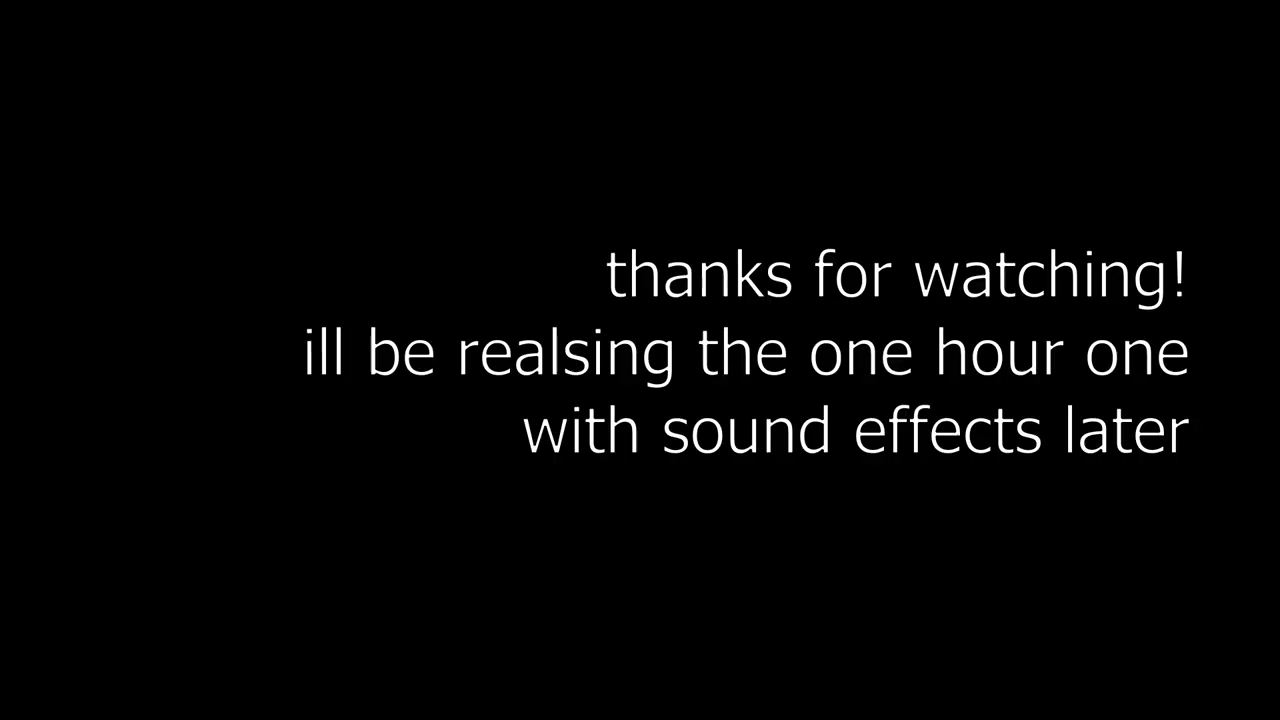 thanks for watching!
ill be realsing the one hour one
with sound effects later